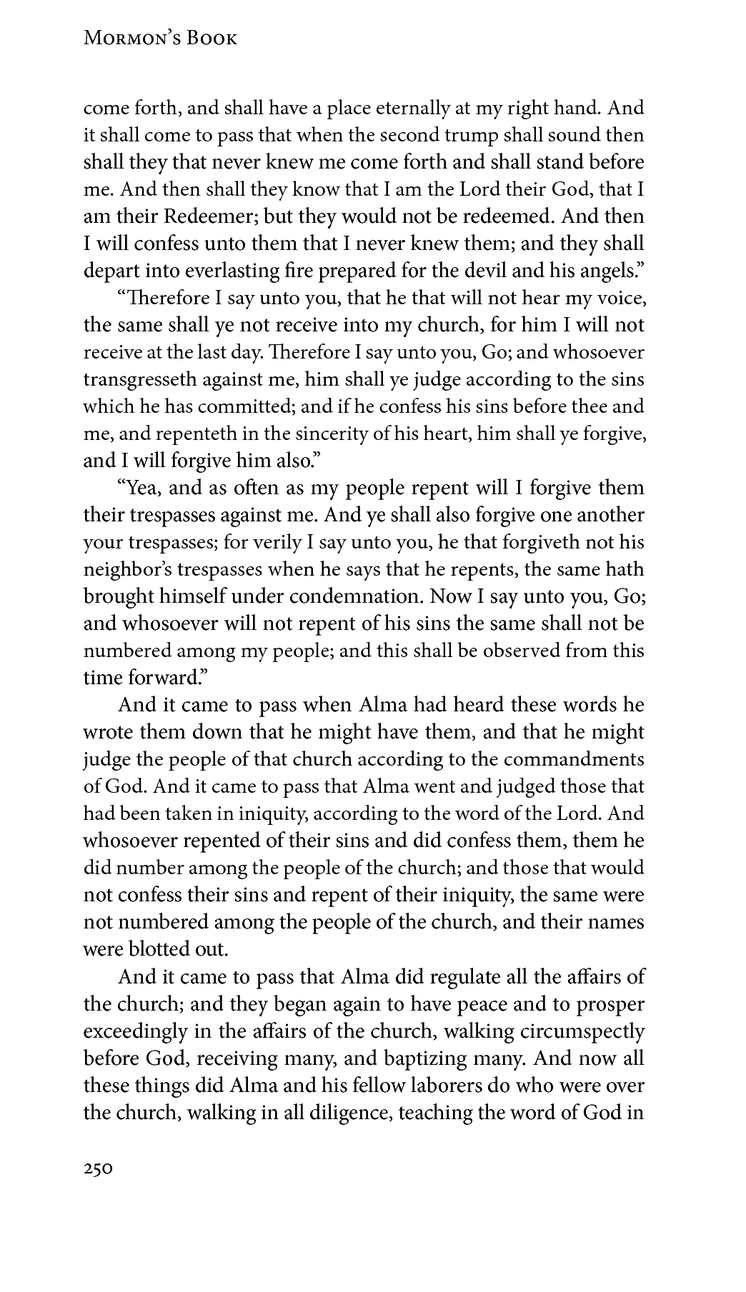 Mormon’s Book
come forth, and shall have a place eternally at my right hand. And
it shall come to pass that when the second trump shall sound then
shall they that never knew me come forth and shall stand before
me. And then shall they know that I am the Lord their God, that I
am their Redeemer; but they would not be redeemed. And then
I will confess unto them that I never knew them; and they shall
depart into everlasting fire prepared for the devil and his angels.”
“Therefore I say unto you, that he that will not hear my voice,
the same shall ye not receive into my church, for him I will not
receive at the last day. Therefore I say unto you, Go; and whosoever
transgresseth against me, him shall ye judge according to the sins
which he has committed; and if he confess his sins before thee and
me, and repenteth in the sincerity of his heart, him shall ye forgive,
and I will forgive him also.”
“Yea, and as often as my people repent will I forgive them
their trespasses against me. And ye shall also forgive one another
your trespasses; for verily I say unto you, he that forgiveth not his
neighbor’s trespasses when he says that he repents, the same hath
brought himself under condemnation. Now I say unto you, Go;
and whosoever will not repent of his sins the same shall not be
numbered among my people; and this shall be observed from this
time forward.”
And it came to pass when Alma had heard these words he
wrote them down that he might have them, and that he might
judge the people of that church according to the commandments
of God. And it came to pass that Alma went and judged those that
had been taken in iniquity, according to the word of the Lord. And
whosoever repented of their sins and did confess them, them he
did number among the people of the church; and those that would
not confess their sins and repent of their iniquity, the same were
not numbered among the people of the church, and their names
were blotted out.
And it came to pass that Alma did regulate all the affairs of
the church; and they began again to have peace and to prosper
exceedingly in the affairs of the church, walking circumspectly
before God, receiving many, and baptizing many. And now all
these things did Alma and his fellow laborers do who were over
the church, walking in all diligence, teaching the word of God in
250